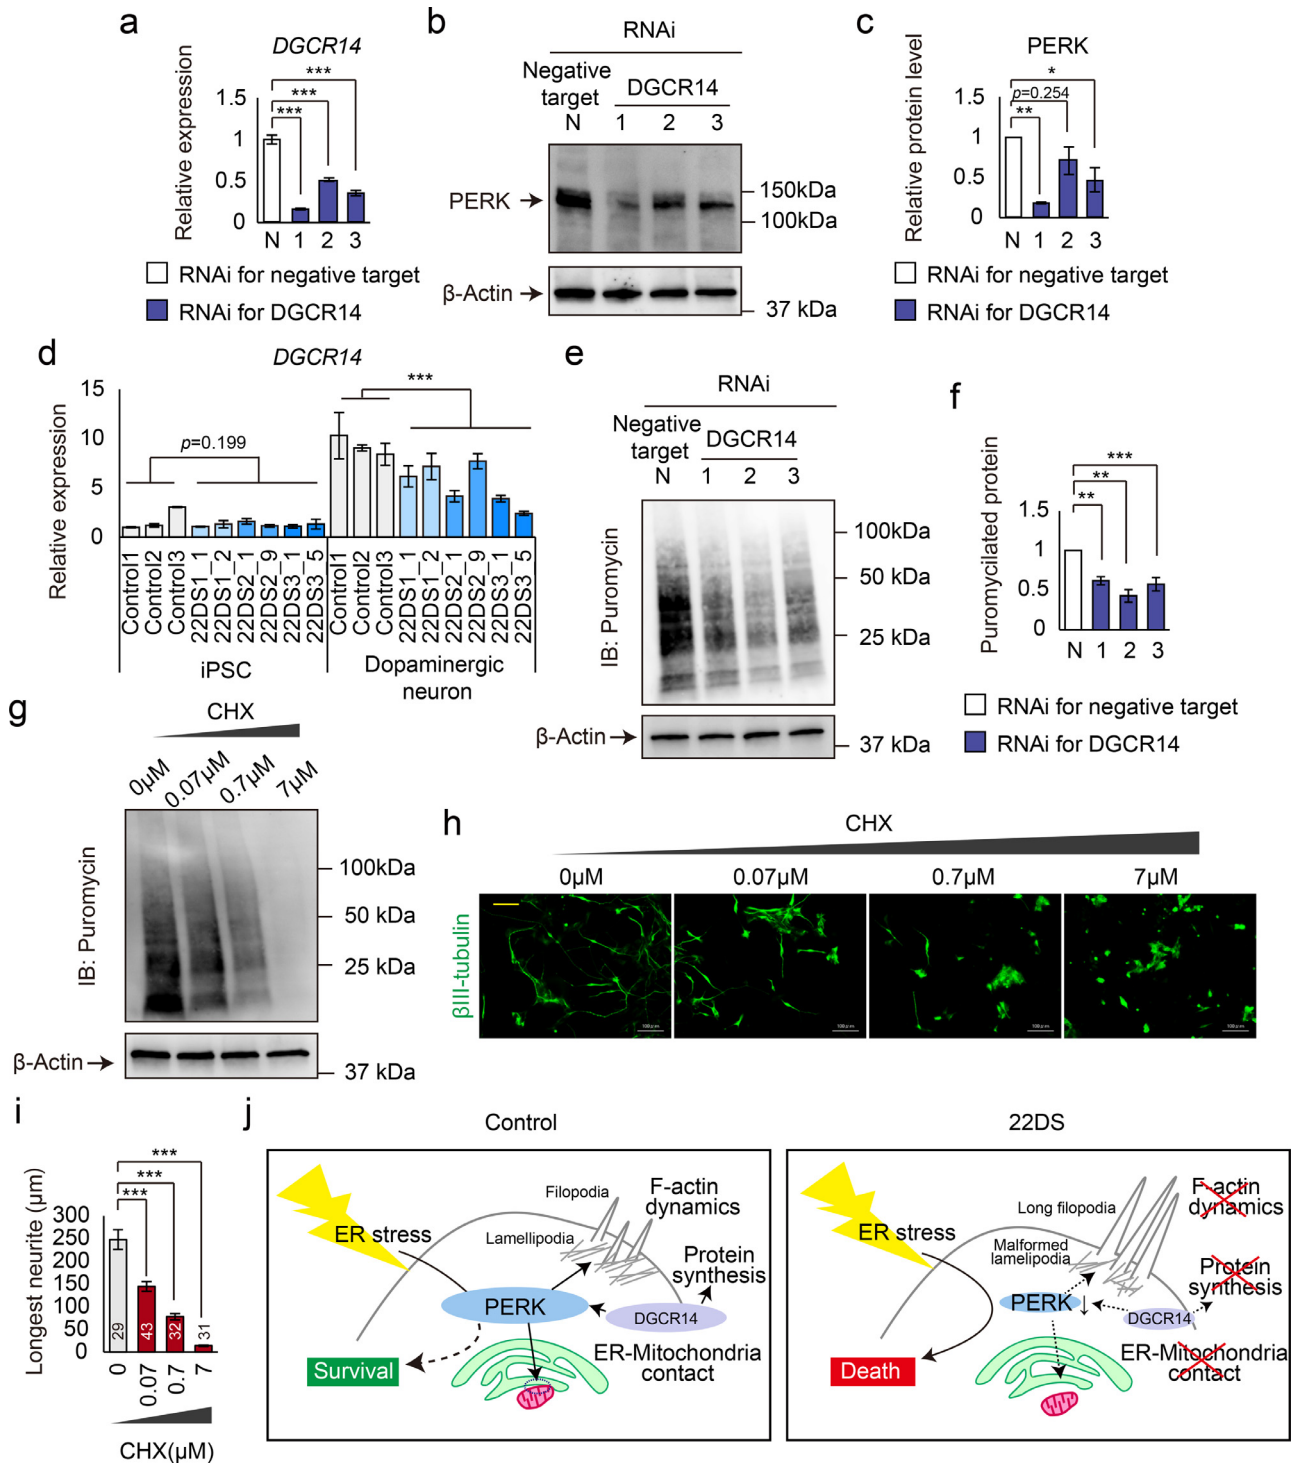 a
DGCR14
Relative expression
***
***
***
1.5
1
0.5
0
N 1 2 3
RNAi for negative target
RNAi for DGCR14
b
RNAi
Negative
target
DGCR14
N 1 2 3
PERK
150kDa
100kDa
β-Actin
37 kDa
c
PERK
Relative protein level
*
p=0.254
**
1.5
1
0.5
0
N 1 2 3
RNAi for negative target
RNAi for DGCR14
d
DGCR14
Relative expression
***
p=0.199
15
10
5
0
Control1
Control2
Control3
22DS1_1
22DS1_2
22DS2_1
22DS2_9
22DS3_1
22DS3_5
Control1
Control2
Control3
22DS1_1
22DS1_2
22DS2_1
22DS2_9
22DS3_1
22DS3_5
iPSC
Dopaminergic
neuron
e
RNAi
Negative
target
DGCR14
N 1 2 3
IB: Puromycin
100kDa
50 kDa
25 kDa
β-Actin
37 kDa
f
Puromycilated protein
***
**
**
1.5
1
0.5
0
N 1 2 3
RNAi for negative target
RNAi for DGCR14
g
CHX
0μM 0.07μM 0.7μM 7μM
IB: Puromycin
100kDa
50 kDa
25 kDa
β-Actin
37 kDa
h
CHX
0μM 0.07μM 0.7μM 7μM
βIII-tubulin
100μm 100μm 100μm 100μm
i
Longest neurite (μm)
***
***
***
300
250
200
150
100
50
0
29 43 32 31
0 0.07 0.7 7
CHX(μM)
j
Control
ER stress
Filopodia
Lamellipodia
F-actin
dynamics
Protein
synthesis
PERK
DGCR14
Survival
ER-Mitochondria
contact
22DS
ER stress
Long filopodia
Malformed
lamelipodia
F-actin
dynamics
Protein
synthesis
PERK
DGCR14
Death
ER-Mitochondria
contact